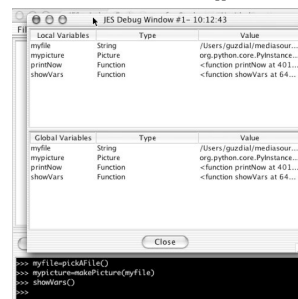 JES Debug Window #1- 10:12:43
Fil
Local Variables Type Value
myfile String /Users/guzdial/mediasour...
mypicture Picture org.python.core.PyInstance...
printNow Function <function printNow at 401...
showVars Function <function showVars at 64...
Global Variables Type Value
myfile String /Users/guzdial/mediasour...
mypicture Picture org.python.core.PyInstance...
printNow Function <function printNow at 401...
showVars Function <function showVars at 64...
Close
>>> myfile=pickAFile()
>>> mypicture=makePicture(myfile)
>>> showVars()
>>>